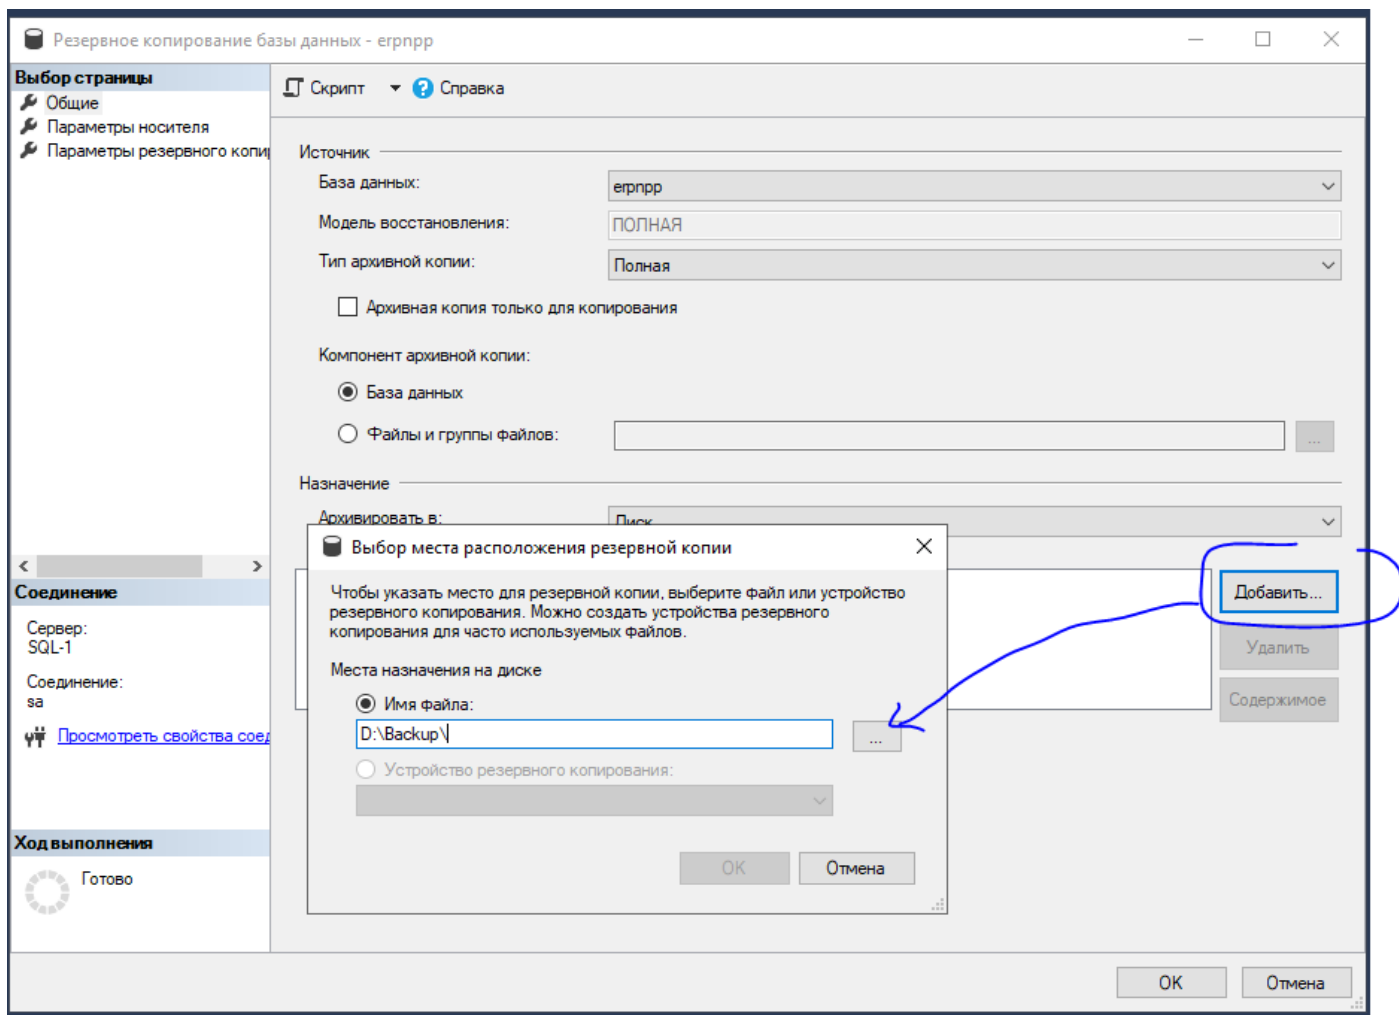 Резервное копирование базы данных - erpnpp
Выбор страницы
Общие
Параметры носителя
Параметры резервного копи
Скрипт
Справка
Источник
База данных:
erpnpp
Модель восстановления:
ПОЛНАЯ
Тип архивной копии:
Полная
Архивная копия только для копирования
Компонент архивной копии:
База данных
Файлы и группы файлов:
...
Назначение
Архивировать в:
Диск
Добавить...
Удалить
Содержимое
Выбор места расположения резервной копии
Чтобы указать место для резервной копии, выберите файл или устройство
резервного копирования. Можно создать устройства резервного
копирования для часто используемых файлов.
Места назначения на диске
Имя файла:
D:\Backup\
...
Устройство резервного копирования:
OK
Отмена
Соединение
Сервер:
SQL-1
Соединение:
sa
Просмотреть свойства соед
Ход выполнения
Готово
OK
Отмена